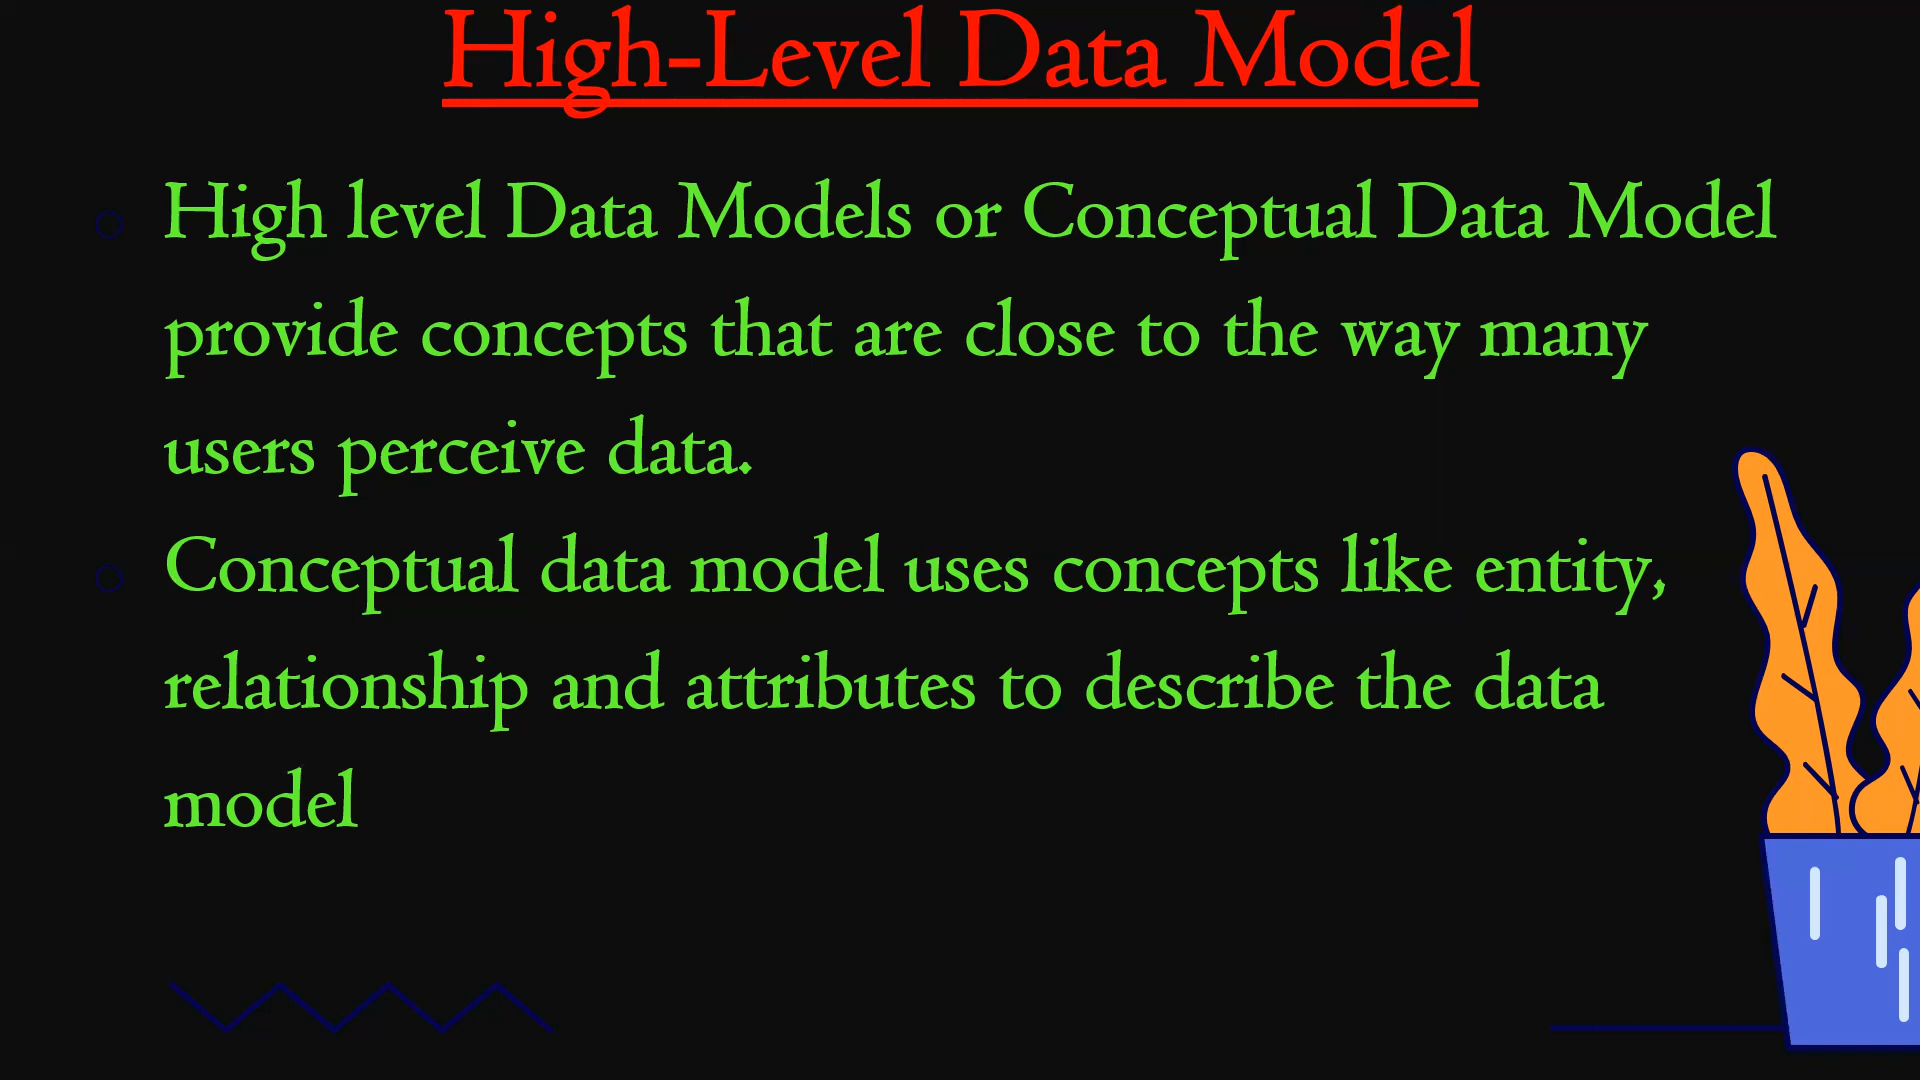 High-Level Data Model
High level Data Models or Conceptual Data Model
provide concepts that are close to the way many
users perceive data.
Conceptual data model uses concepts like entity,
relationship and attributes to describe the data
model